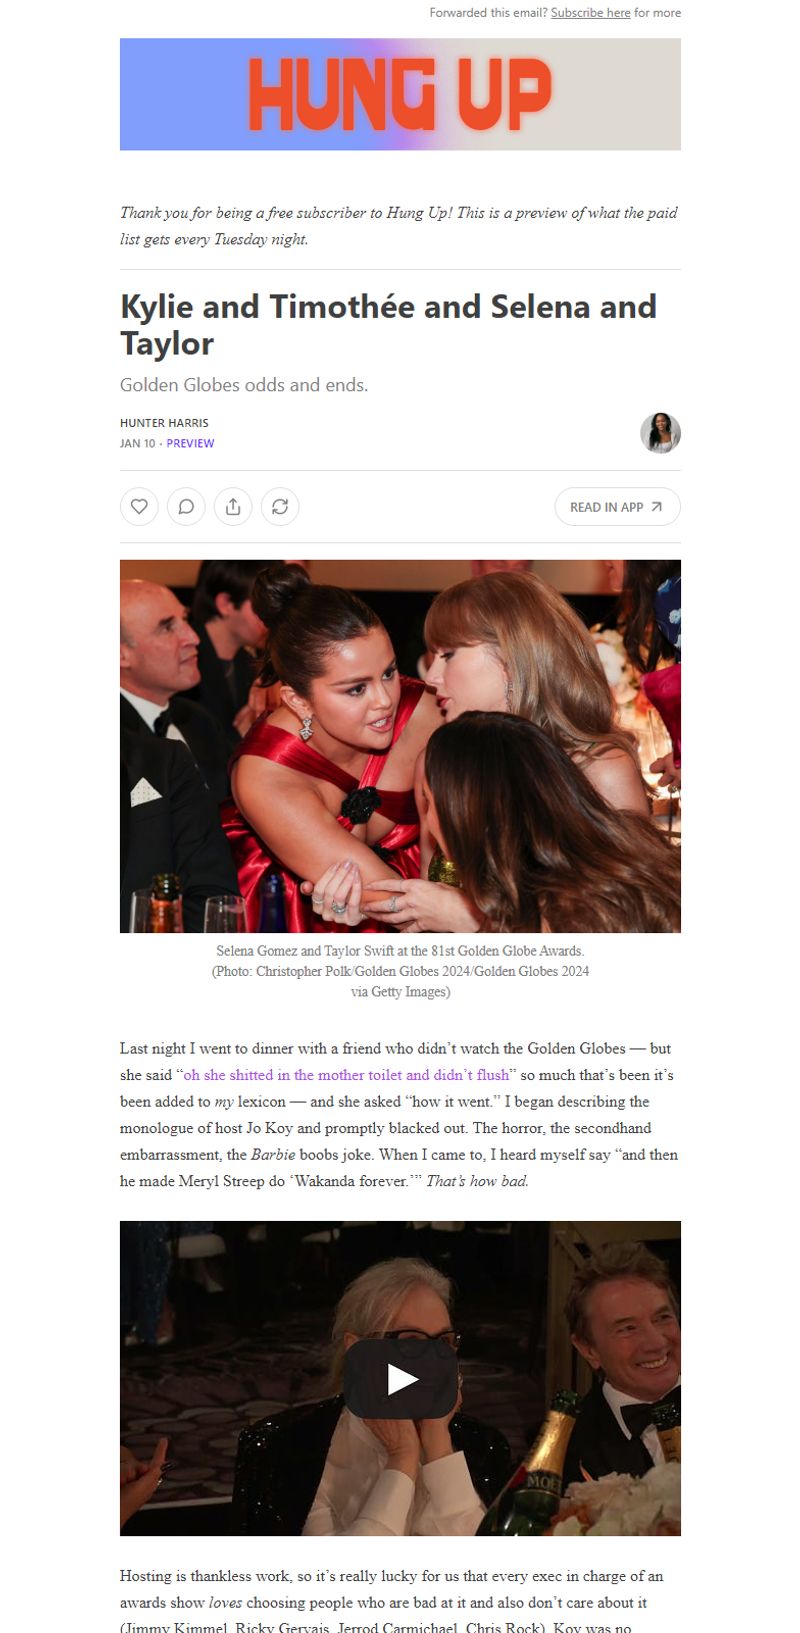 Forwarded this email? Subscribe here for more
HUNG UP
Thank you for being a free subscriber to Hung Up! This is a preview of what the paid
list gets every Tuesday night.
Kylie and Timothée and Selena and
Taylor
Golden Globes odds and ends.
HUNTER HARRIS
JAN 10 • PREVIEW
READ IN APP
Selena Gomez and Taylor Swift at the 81st Golden Globe Awards.
(Photo: Christopher Polk/Golden Globes 2024/Golden Globes 2024
via Getty Images)
Last night I went to dinner with a friend who didn’t watch the Golden Globes — but
she said “oh she shitted in the mother toilet and didn’t flush” so much that’s been it’s
been added to my lexicon — and she asked “how it went.” I began describing the
monologue of host Jo Koy and promptly blacked out. The horror, the secondhand
embarrassment, the Barbie boobs joke. When I came to, I heard myself say “and then
he made Meryl Streep do ‘Wakanda forever.’” That’s how bad.
MOET
Hosting is thankless work, so it’s really lucky for us that every exec in charge of an
awards show loves choosing people who are bad at it and also don’t care about it
(Jimmy Kimmel, Ricky Gervais, Jerrod Carmichael, Chris Rock). Koy was no